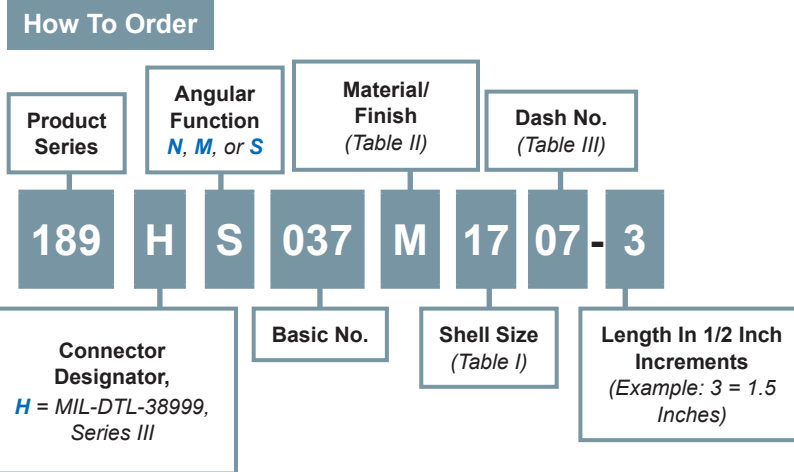 How To Order
Product
Series
Angular
Function
N, M, or S
Material/
Finish
(Table II)
Dash No.
(Table III)
189 H S 037 M 17 07 - 3
Connector
Designator,
H = MIL-DTL-38999,
Series III
Basic No.
Shell Size
(Table I)
Length In 1/2 Inch
Increments
(Example: 3 = 1.5
Inches)